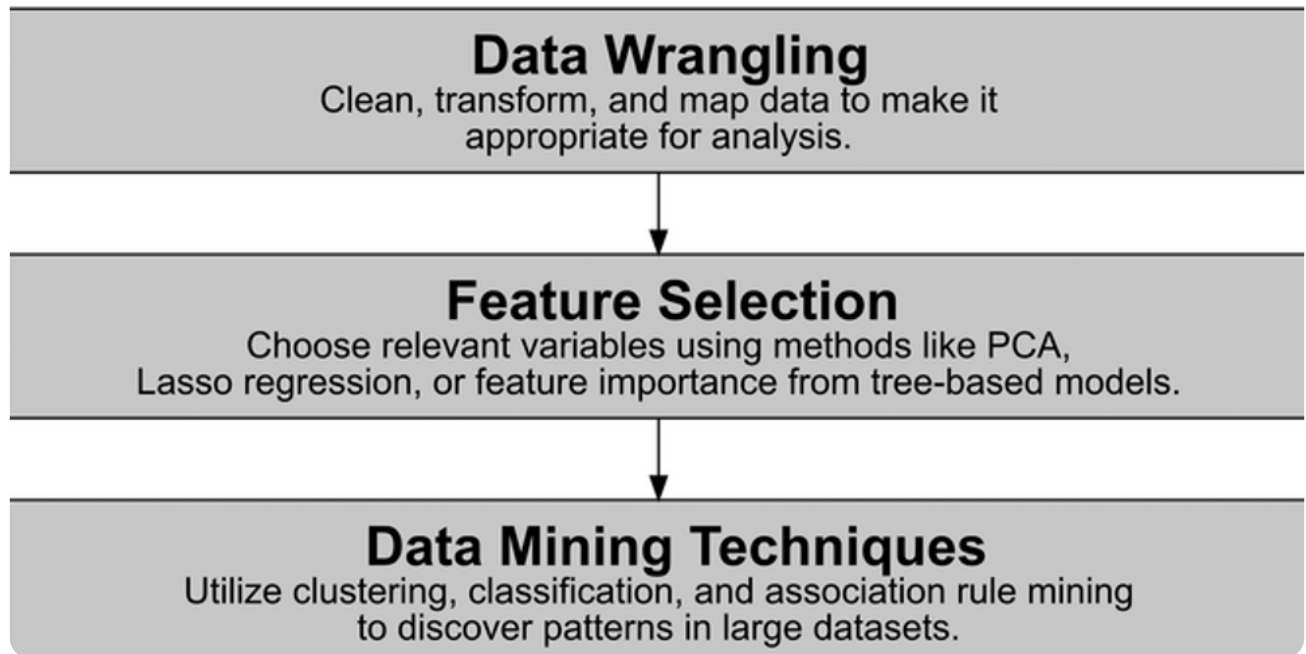 Data Wrangling
Clean, transform, and map data to make it
appropriate for analysis.
Feature Selection
Choose relevant variables using methods like PCA,
Lasso regression, or feature importance from tree-based models.
Data Mining Techniques
Utilize clustering, classification, and association rule mining
to discover patterns in large datasets.